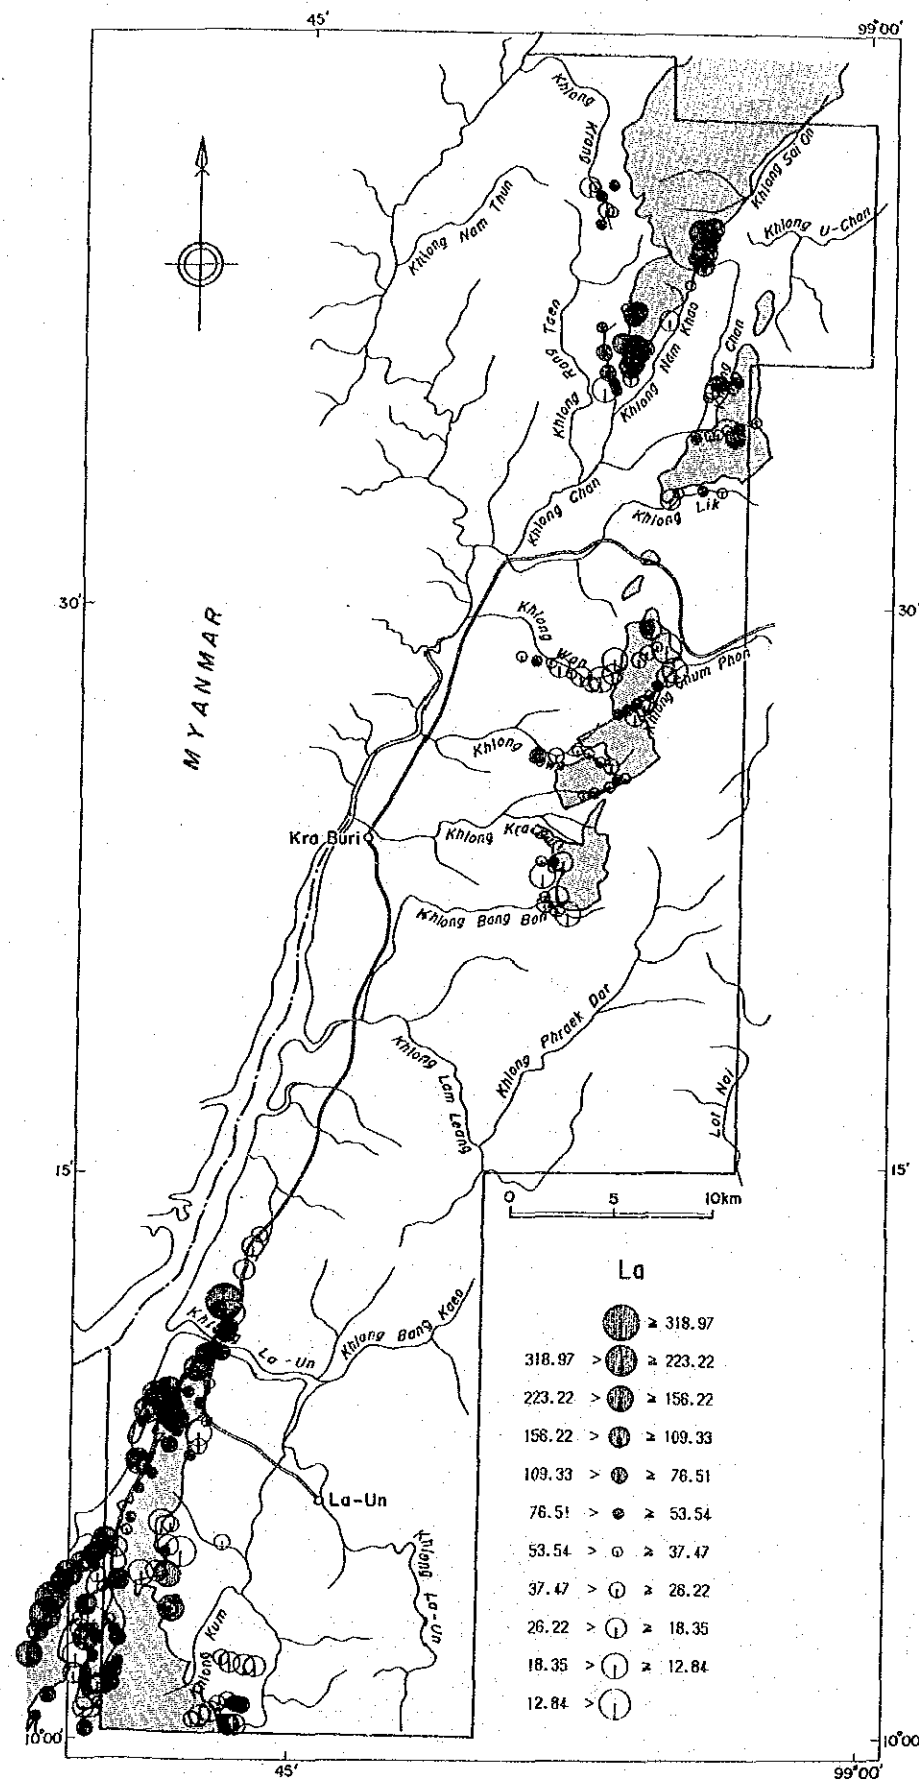 45'
99°00'
Khlong
Krong
Khlong Sai On
Khlong Nam Thun
Khlong U-Chan
Khlong Rang Taen
Khlong Nam Khao
Chan
Khlong Chan
Khlong Lik
30'
30'
MYANMAR
Khlong
Wan
Khlong Chum Phon
Khlong
Kra Buri
Khlong Kra Buri
Khlong Bang Bon
Khlong Phraek Dat
Khlong Lam Leang
Lol Nai
15'
15'
0 5 10km
La
≥ 318.97
318.97 > ≥ 223.22
223.22 > ≥ 156.22
156.22 > ≥ 109.33
109.33 > ≥ 76.51
76.51 > ≥ 53.54
53.54 > ≥ 37.47
37.47 > ≥ 26.22
26.22 > ≥ 18.35
18.35 > ≥ 12.84
12.84 >
La-Un
Khlong Bang Kaeo
La-Un
Khlong La-Un
Khlong Kum
10°00'
10°00'
45'
99°00'